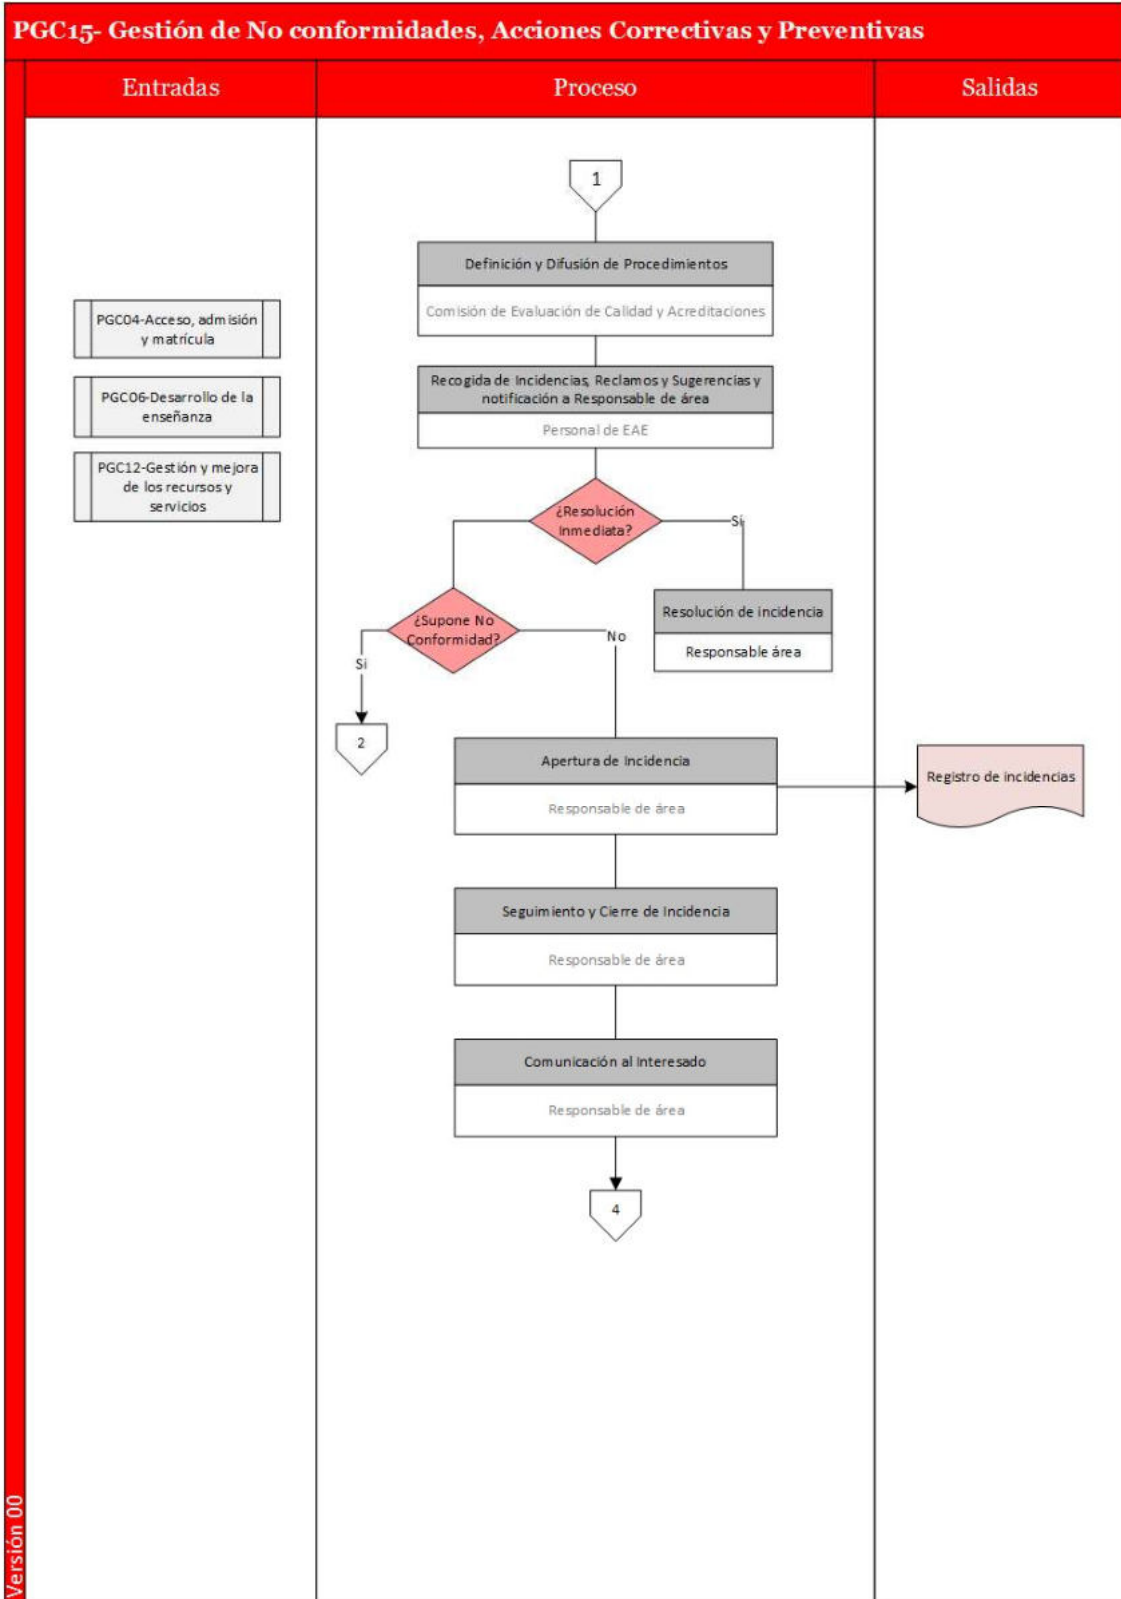 PGC15- Gestión de No conformidades, Acciones Correctivas y Preventivas
Entradas
Proceso
Salidas
1
Definición y Difusión de Procedimientos
Comisión de Evaluación de Calidad y Acreditaciones
PGC04-Acceso, admisión
y matrícula
Recogida de Incidencias, Reclamos y Sugerencias y
notificación a Responsable de área
Personal de EAE
PGC06-Desarrollo de la
enseñanza
PGC12-Gestión y mejora
de los recursos y
servicios
¿Resolución
Inmediata?
Sí
Resolución de incidencia
Responsable área
¿Supone No
Conformidad?
Si
No
2
Apertura de Incidencia
Responsable de área
Registro de incidencias
Seguimiento y Cierre de Incidencia
Responsable de área
Comunicación al Interesado
Responsable de área
4
Versión 00